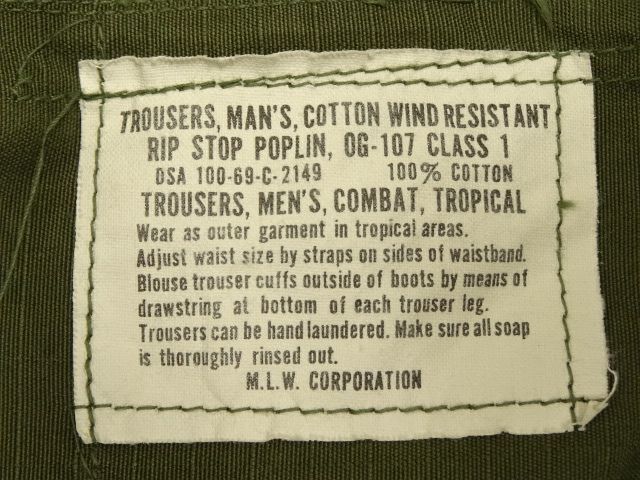 TROUSERS, MAN'S, COTTON WIND RESISTANT
RIP STOP POPLIN, OG-107 CLASS 1
DSA 100-69-C-2149 100% COTTON
TROUSERS, MEN'S, COMBAT, TROPICAL
Wear as outer garment in tropical areas.
Adjust waist size by straps on sides of waistband.
Blouse trouser cuffs outside of boots by means of
drawstring at bottom of each trouser leg.
Trousers can be hand laundered. Make sure all soap
is thoroughly rinsed out.
M.L.W. CORPORATION